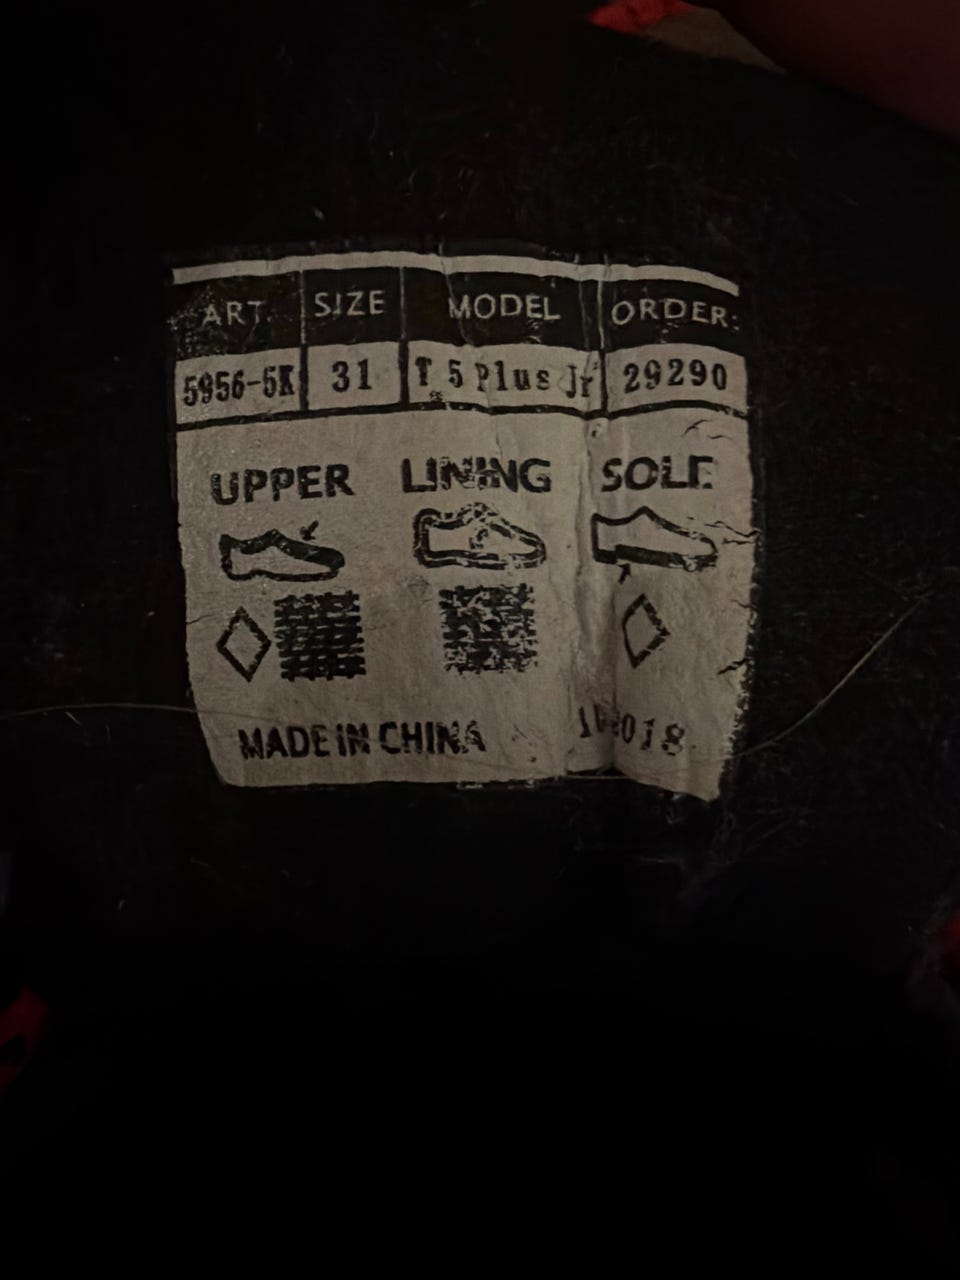 ART. SIZE MODEL ORDER:
5956-5K 31 T 5 Plus Jr 29290
UPPER LINING SOLE
MADE IN CHINA